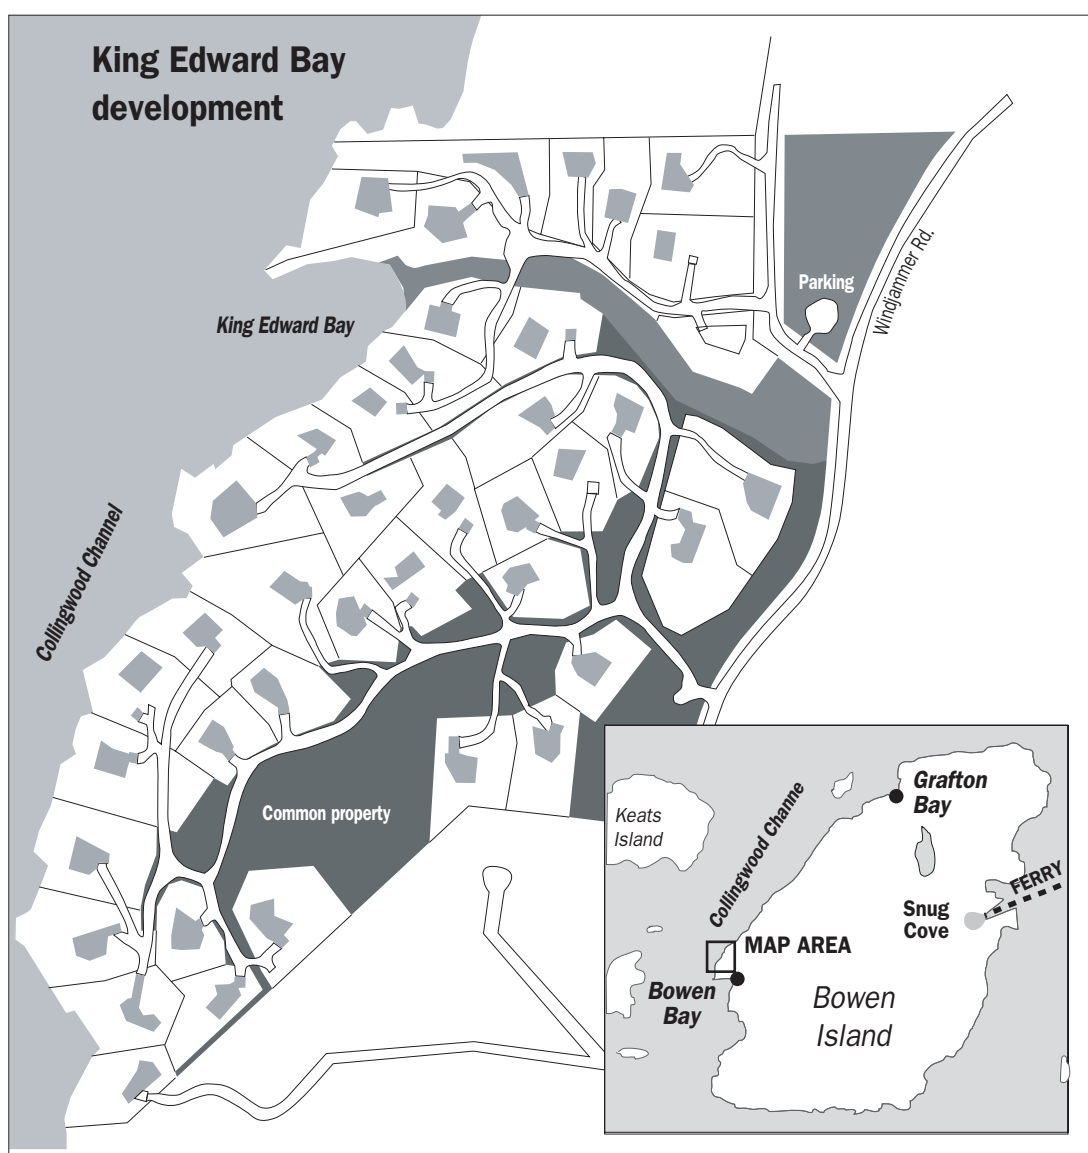 King Edward Bay
development
Parking
Windjammer Rd.
King Edward Bay
Collingwood Channel
Common property
Grafton
Bay
Keats
Island
Collingwood Channe
FERRY
Snug
Cove
MAP AREA
Bowen
Bay
Bowen
Island